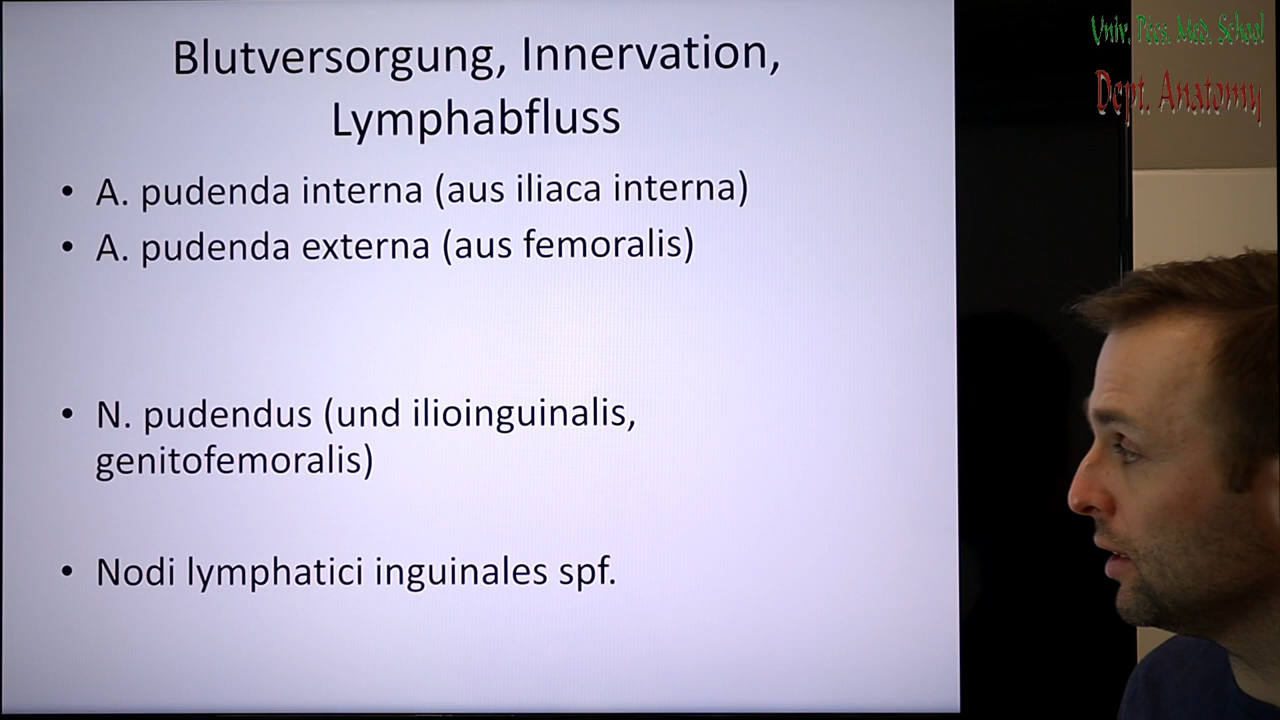 Blutversorgung, Innervation,
Lymphabfluss
• A. pudenda interna (aus iliaca interna)
• A. pudenda externa (aus femoralis)
• N. pudendus (und ilioinguinalis,
genitofemoralis)
• Nodi lymphatici inguinales spf.
Univ. Pécs. Med. School
Dept. Anatomy